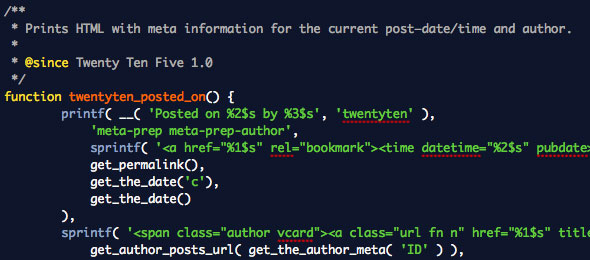 /**
 * Prints HTML with meta information for the current post-date/time and author.
 *
 * @since Twenty Ten Five 1.0
 */
function twentyten_posted_on() {
        printf( __( 'Posted on %2$s by %3$s', 'twentyten' ),
            'meta-prep meta-prep-author',
            sprintf( '<a href="%1$s" rel="bookmark"><time datetime="%2$s" pubdate>
            get_permalink(),
            get_the_date('c'),
            get_the_date()
        ),
        sprintf( '<span class="author vcard"><a class="url fn n" href="%1$s" titl
            get_author_posts_url( get_the_author_meta( 'ID' ) ),